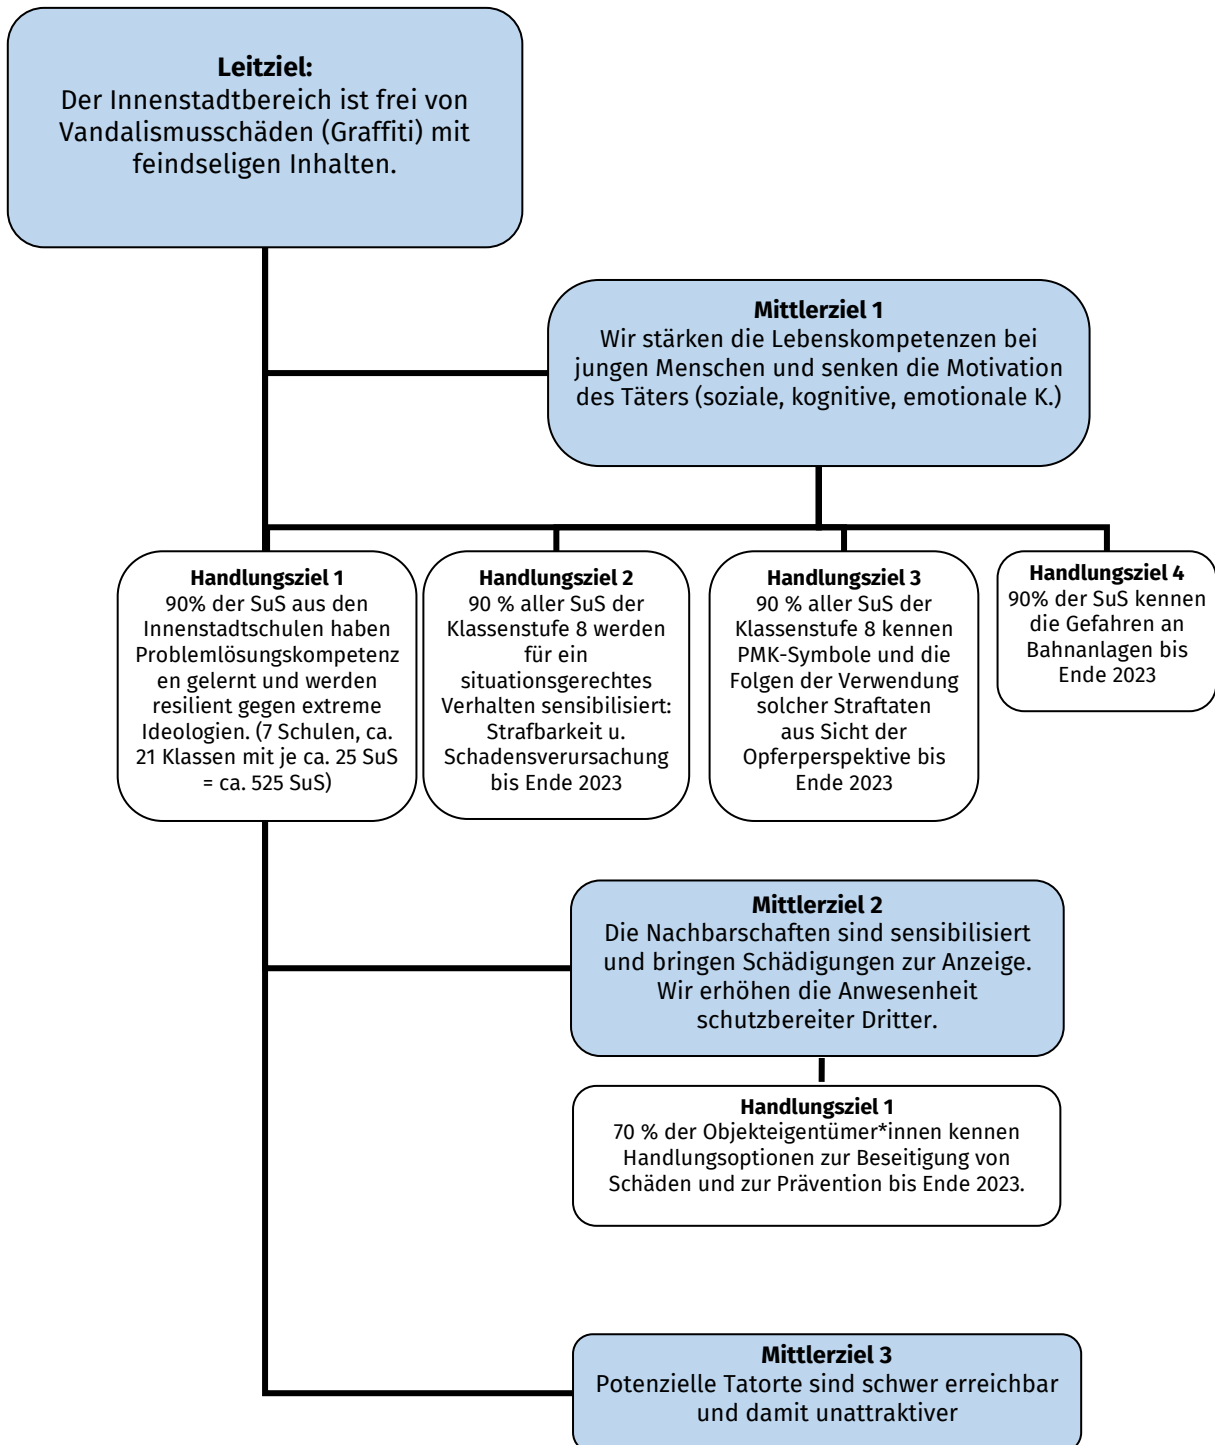 Leitziel:
Der Innenstadtbereich ist frei von
Vandalismusschäden (Graffiti) mit
feindseligen Inhalten.
Mittlerziel 1
Wir stärken die Lebenskompetenzen bei
jungen Menschen und senken die Motivation
des Täters (soziale, kognitive, emotionale K.)
Handlungsziel 1
90% der SuS aus den
Innenstadtschulen haben
Problemlösungskompetenz
en gelernt und werden
resilient gegen extreme
Ideologien. (7 Schulen, ca.
21 Klassen mit je ca. 25 SuS
= ca. 525 SuS)
Handlungsziel 2
90 % aller SuS der
Klassenstufe 8 werden
für ein
situationsgerechtes
Verhalten sensibilisiert:
Strafbarkeit u.
Schadensverursachung
bis Ende 2023
Handlungsziel 3
90 % aller SuS der
Klassenstufe 8 kennen
PMK-Symbole und die
Folgen der Verwendung
solcher Straftaten
aus Sicht der
Opferperspektive bis
Ende 2023
Handlungsziel 4
90% der SuS kennen
die Gefahren an
Bahnanlagen bis
Ende 2023
Mittlerziel 2
Die Nachbarschaften sind sensibilisiert
und bringen Schädigungen zur Anzeige.
Wir erhöhen die Anwesenheit
schutzbereiter Dritter.
Handlungsziel 1
70 % der Objekteigentümer*innen kennen
Handlungsoptionen zur Beseitigung von
Schäden und zur Prävention bis Ende 2023.
Mittlerziel 3
Potenzielle Tatorte sind schwer erreichbar
und damit unattraktiver